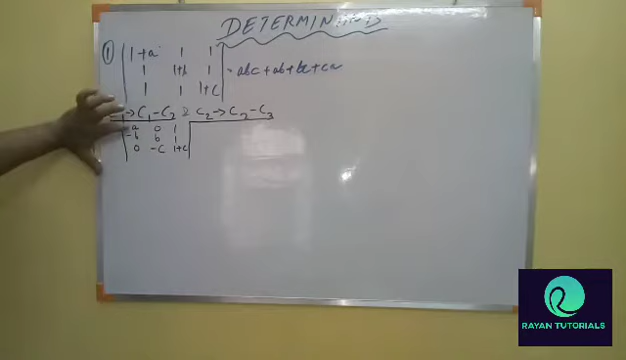 DETERMINANTS
① | 1+a 1 1 |
| 1 1+b 1 | = abc + ab + bc + ca
| 1 1 1+c |
→ C₁ - C₂ & C₂ → C₂ - C₃
| a 0 1 |
| -b b 1 |
| 0 -c 1+c |
RAYAN TUTORIALS